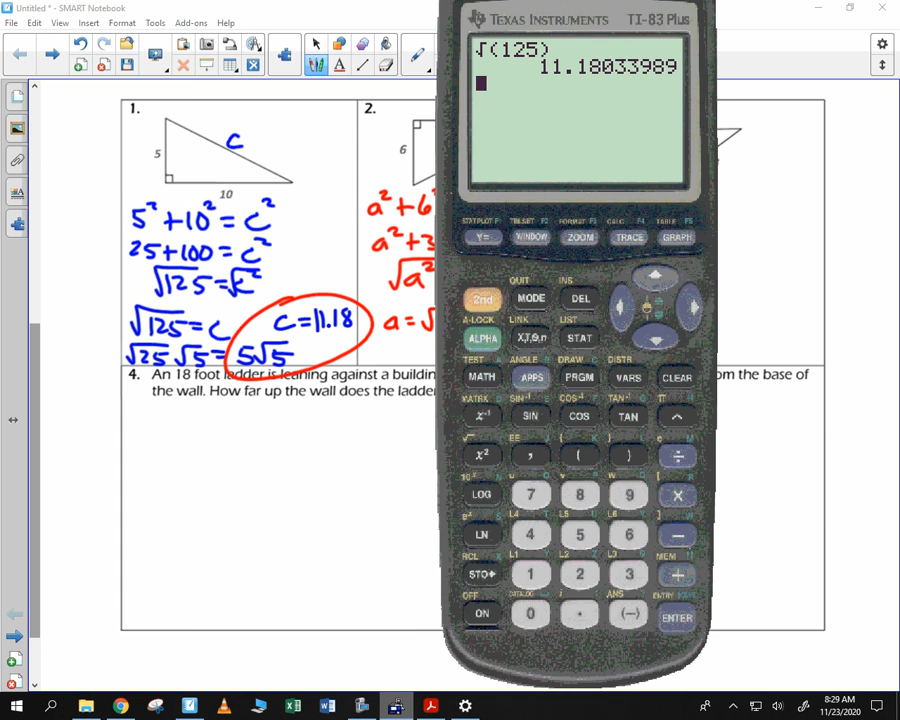 Untitled * - SMART Notebook
File Edit View Insert Format Tools Add-ons Help
TEXAS INSTRUMENTS TI-83 Plus
√(125)
11.18033989
1.
2.
5
c
10
6
5² + 10² = c²
25 + 100 = c²
√125 = √c²
√125 = c
c = 11.18
√25 √5 = 5√5
a² + 6
a² + 3
√a²
a = √
4. An 18 foot ladder is leaning against a buildin
om the base of
the wall. How far up the wall does the ladder
STAT PLOT F1 TBLSET F2 FORMAT F3 CALC F4 TABLE F5
Y= WINDOW ZOOM TRACE GRAPH
QUIT INS
2nd MODE DEL
A-LOCK LINK LIST
ALPHA X,T,Θ,n STAT
TEST A ANGLE B DRAW C DISTR
MATH APPS PRGM VARS CLEAR
MATRX D SIN⁻¹ E COS⁻¹ F TAN⁻¹ G π H
x⁻¹ SIN COS TAN ^
√ I EE J { K } L e M
x² , ( ) ÷
10ˣ N u O v P w Q [ R
LOG 7 8 9 ×
eˣ S L4 T L5 U L6 V ] W
LN 4 5 6 −
RCL X L1 Y L2 Z L3 θ MEM "
STO➔ 1 2 3 +
OFF CATALOG i : ANS ? ENTRY SOLVE
ON 0 . (−) ENTER
8:29 AM
11/23/2020